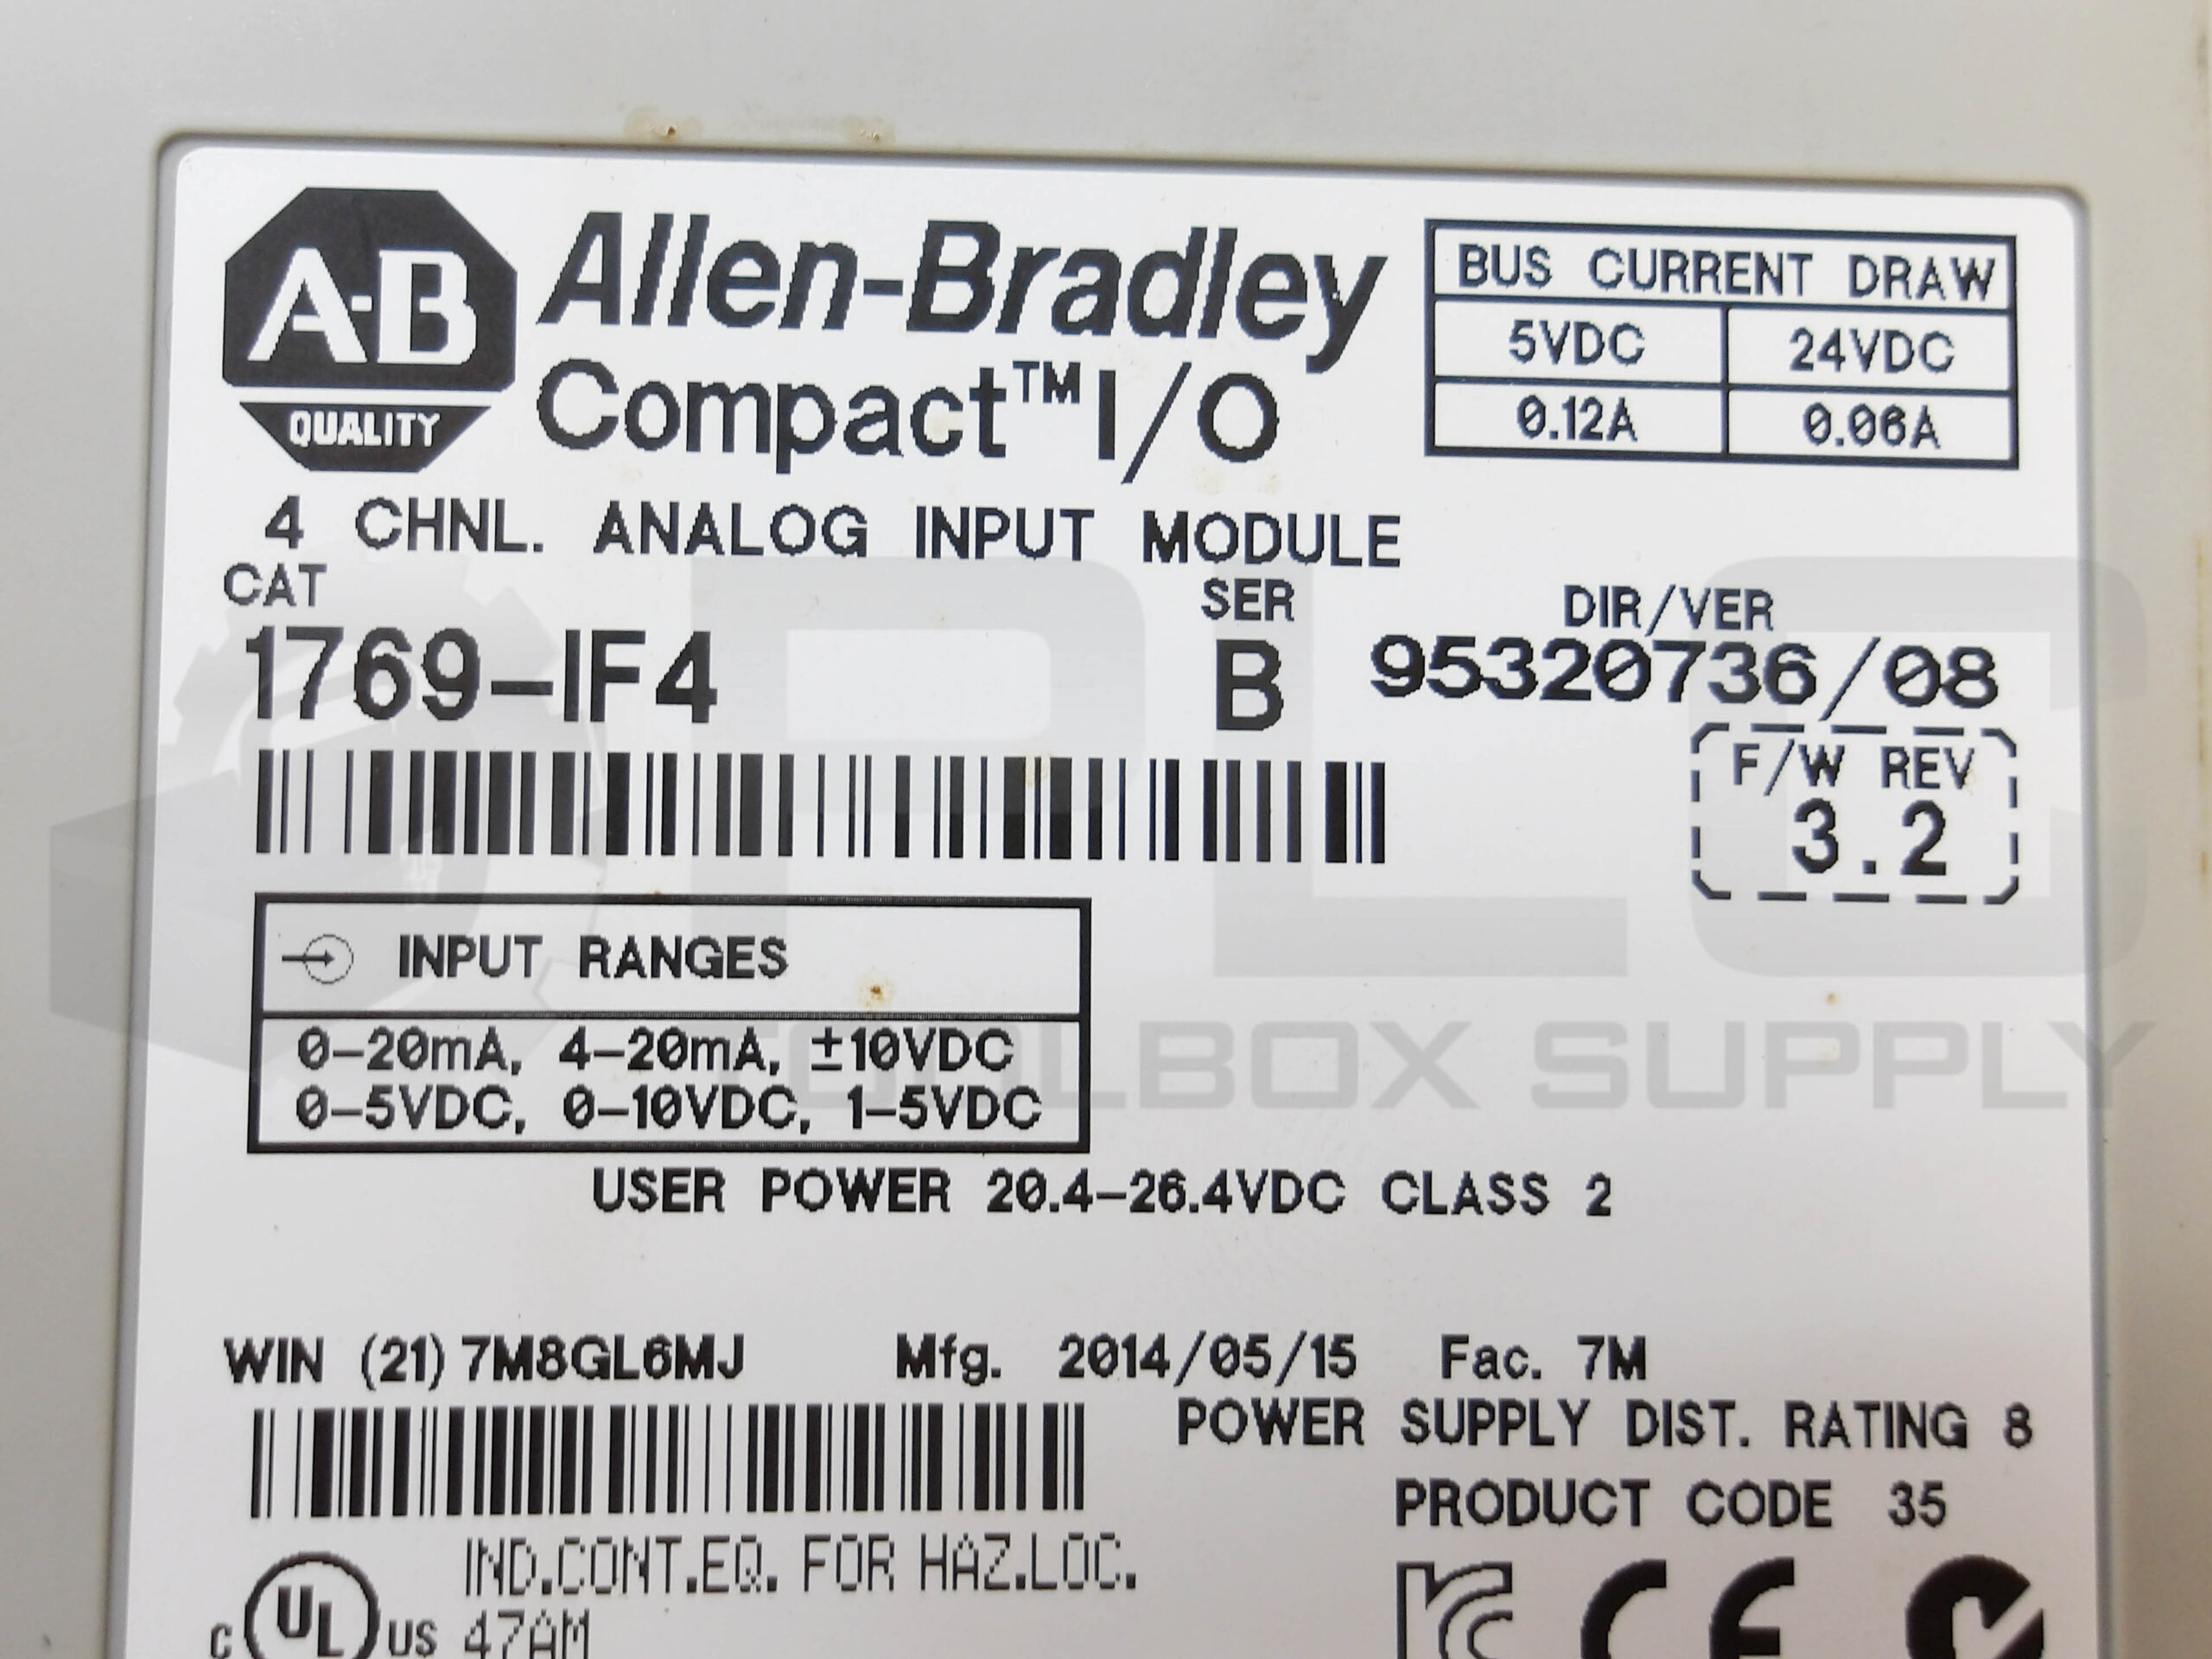 A-B
QUALITY
Allen-Bradley
Compact™ I/O
BUS CURRENT DRAW
5VDC 24VDC
0.12A 0.06A
4 CHNL. ANALOG INPUT MODULE
CAT SER DIR/VER
1769-IF4 B 95320736/08
F/W REV
3.2
INPUT RANGES
0-20mA, 4-20mA, ±10VDC
0-5VDC, 0-10VDC, 1-5VDC
USER POWER 20.4-26.4VDC CLASS 2
PLC
TOOLBOX SUPPLY
WIN (21) 7M8GL6MJ Mfg. 2014/05/15 Fac. 7M
POWER SUPPLY DIST. RATING 8
PRODUCT CODE 35
IND.CONT.EQ. FOR HAZ.LOC.
C UL US 47AM
CE